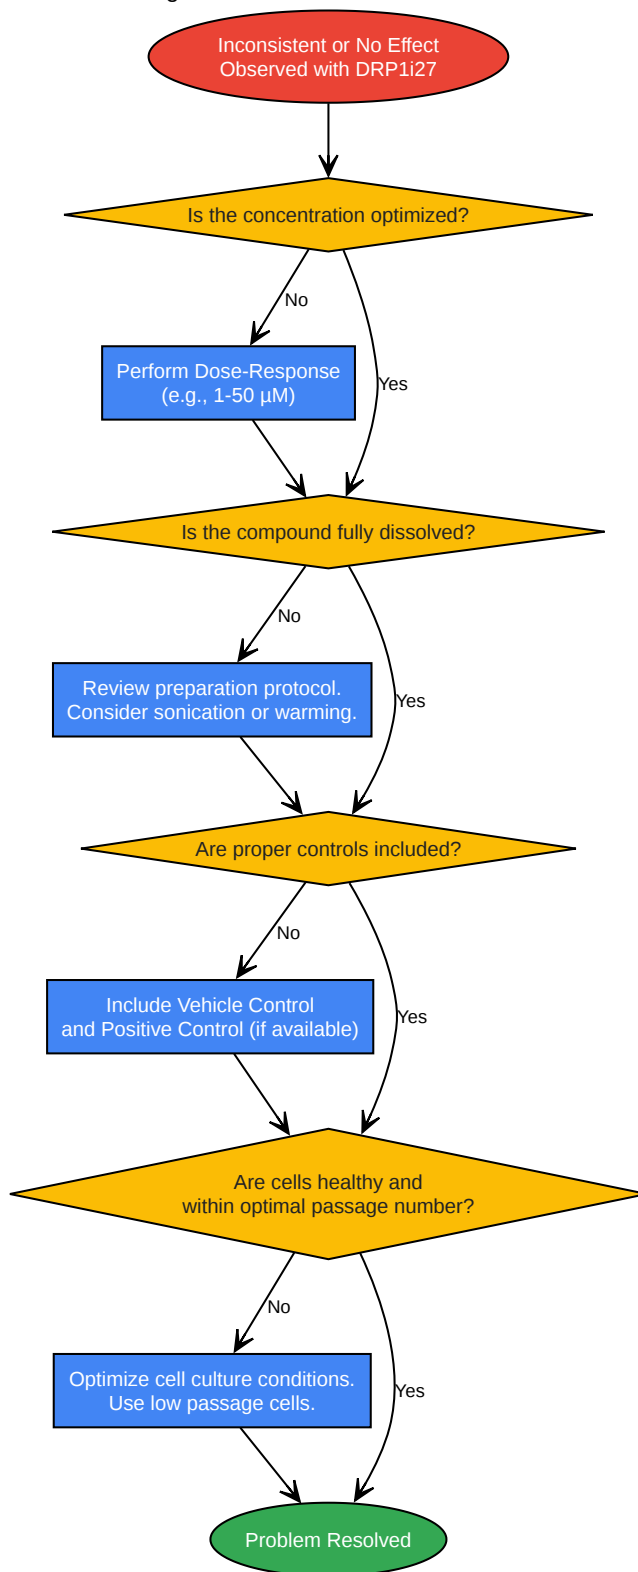 Inconsistent or No Effect
Observed with DRP1i27
Is the concentration optimized?
No
Perform Dose-Response
(e.g., 1-50 µM)
Yes
Is the compound fully dissolved?
No
Review preparation protocol.
Consider sonication or warming.
Yes
Are proper controls included?
No
Include Vehicle Control
and Positive Control (if available)
Yes
Are cells healthy and
within optimal passage number?
No
Optimize cell culture conditions.
Use low passage cells.
Yes
Problem Resolved